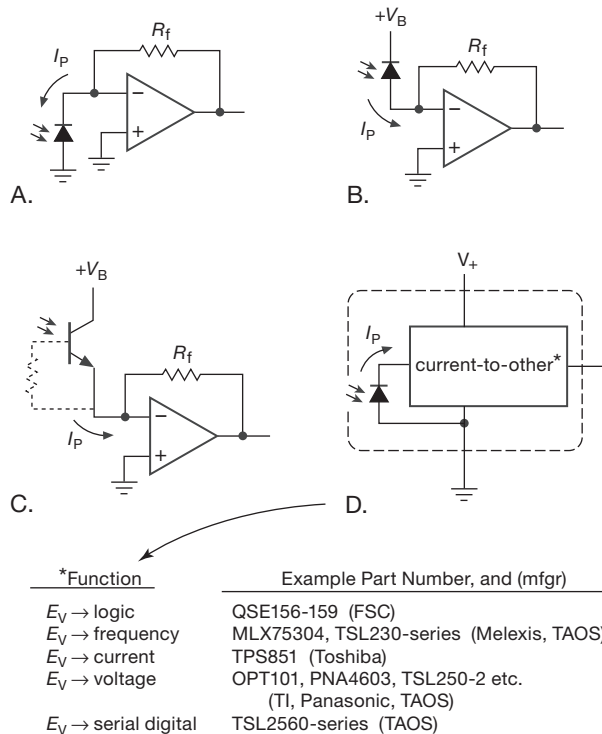 I_P
R_f
−
+
A.
+V_B
R_f
I_P
−
+
B.
+V_B
R_f
I_P
−
+
C.
V_+
I_P
current-to-other*
D.
*Function Example Part Number, and (mfgr)
E_V → logic QSE156-159 (FSC)
E_V → frequency MLX75304, TSL230-series (Melexis, TAOS)
E_V → current TPS851 (Toshiba)
E_V → voltage OPT101, PNA4603, TSL250-2 etc.
(TI, Panasonic, TAOS)
E_V → serial digital TSL2560-series (TAOS)